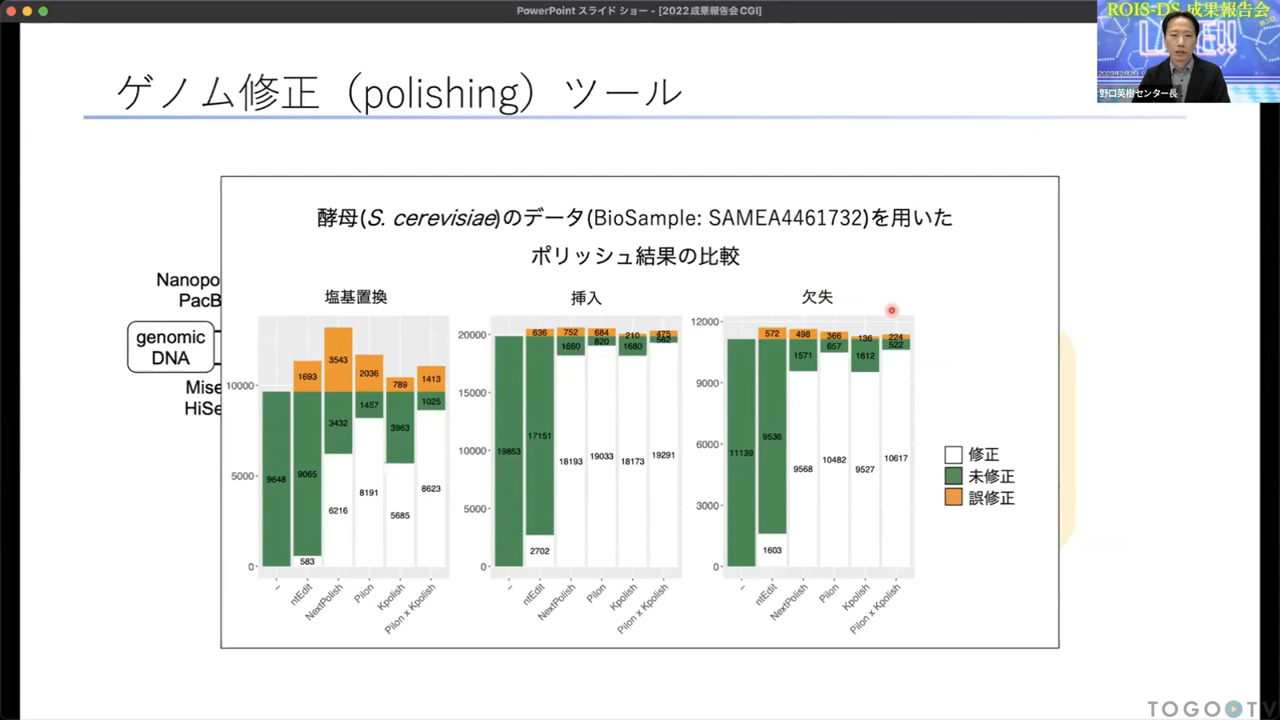 PowerPoint スライド ショー - [2022成果報告会CGI]
ROIS-DS 成果報告会
LIVE!!
野口英樹センター長
ゲノム修正（polishing）ツール
酵母(S. cerevisiae)のデータ(BioSample: SAMEA4461732)を用いた
ポリッシュ結果の比較
Nanopo
PacB
genomic
DNA
Mise
HiSe
塩基置換
10000
5000
0
9648
1693
9065
583
3543
3432
6216
2036
1457
8191
789
3963
5685
1413
1025
8623
-
ntEdit
NextPolish
Pilon
Kpolish
Pilon x Kpolish
挿入
20000
15000
10000
5000
0
19853
636
17151
2702
752
1660
18193
684
820
19033
210
1680
18173
475
562
19291
-
ntEdit
NextPolish
Pilon
Kpolish
Pilon x Kpolish
欠失
12000
9000
6000
3000
0
11139
572
9536
1603
498
1571
9568
366
657
10482
136
1612
9527
224
522
10617
-
ntEdit
NextPolish
Pilon
Kpolish
Pilon x Kpolish
修正
未修正
誤修正
TOGO TV